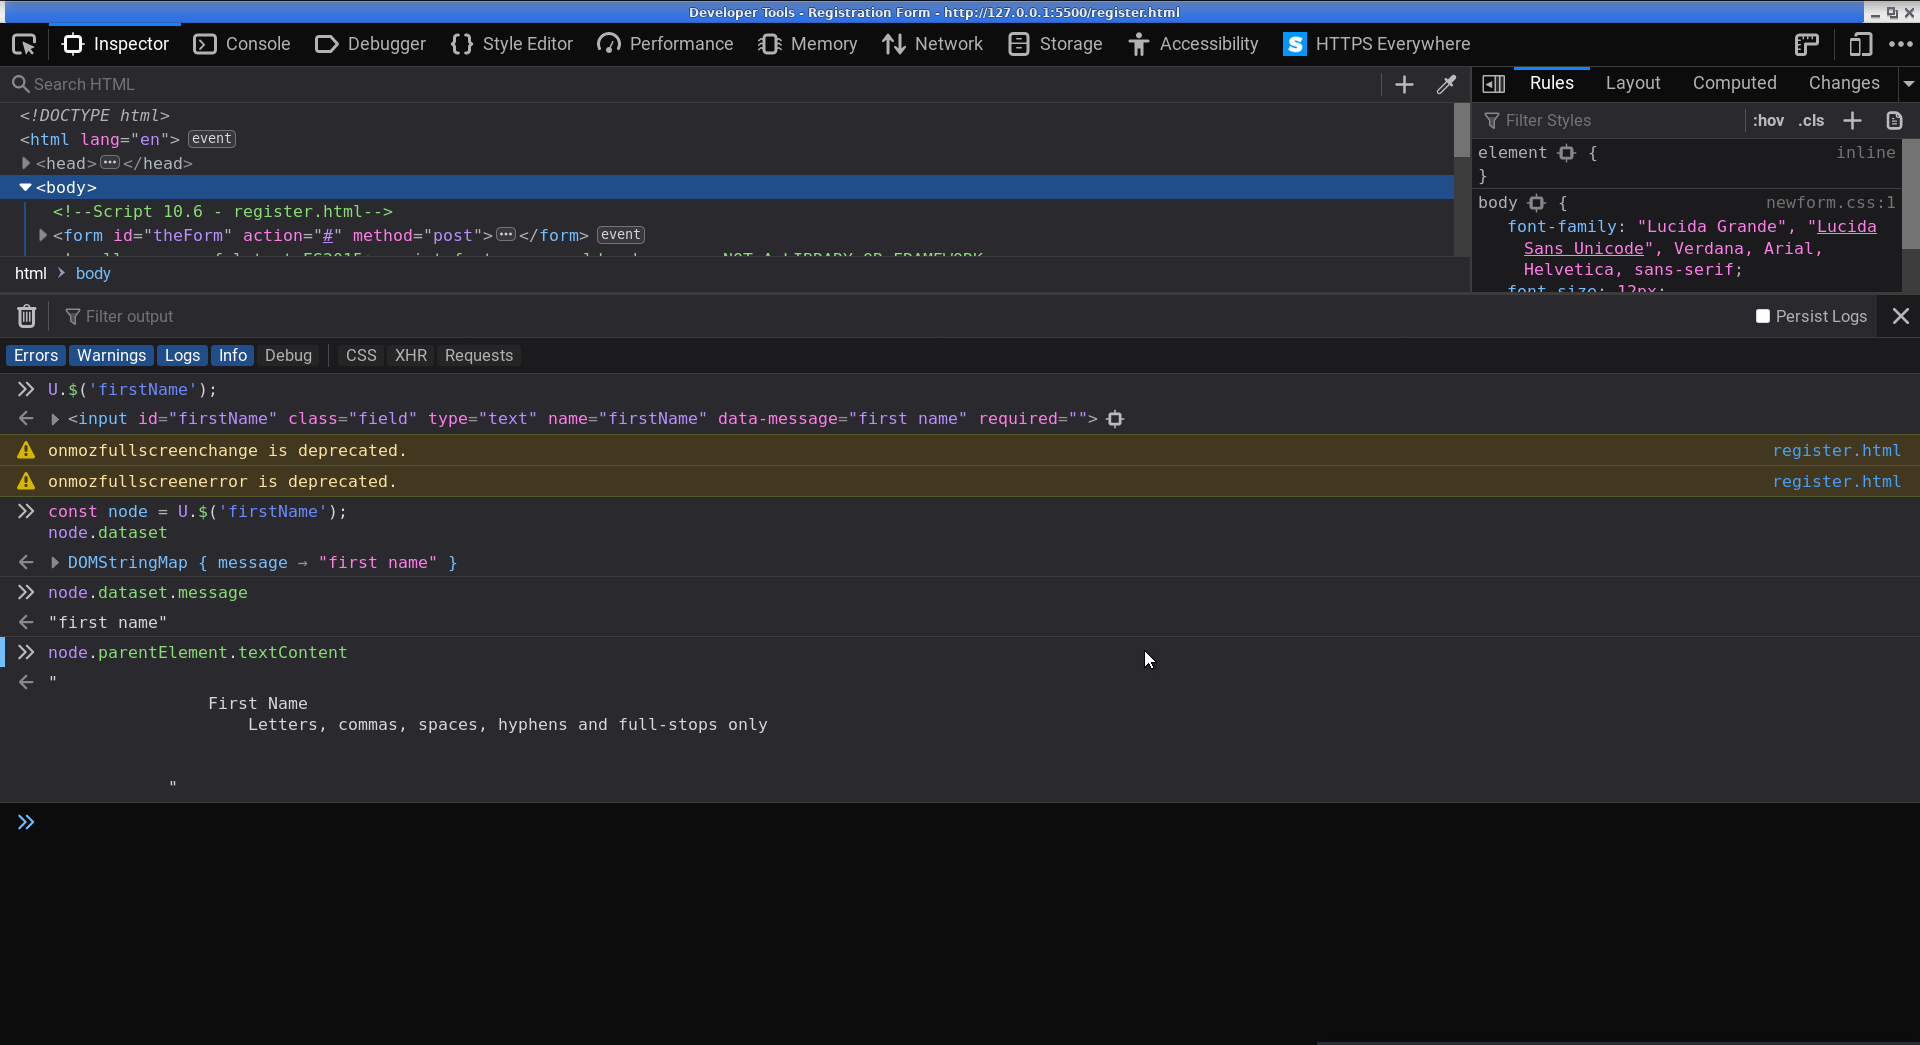 Developer Tools - Registration Form - http://127.0.0.1:5500/register.html
Inspector Console Debugger Style Editor Performance Memory Network Storage Accessibility S HTTPS Everywhere
Search HTML
<!DOCTYPE html>
<html lang="en"> event
<head> </head>
<body>
<!--Script 10.6 - register.html-->
<form id="theForm" action="#" method="post"> </form> event
html body
Rules Layout Computed Changes
Filter Styles :hov .cls
element { inline
}
body { newform.css:1
font-family: "Lucida Grande", "Lucida
Sans Unicode", Verdana, Arial,
Helvetica, sans-serif;
font-size: 12px;
Filter output Persist Logs
Errors Warnings Logs Info Debug CSS XHR Requests
U.$('firstName');
<input id="firstName" class="field" type="text" name="firstName" data-message="first name" required="">
onmozfullscreenchange is deprecated. register.html
onmozfullscreenerror is deprecated. register.html
const node = U.$('firstName');
node.dataset
DOMStringMap { message → "first name" }
node.dataset.message
"first name"
node.parentElement.textContent
"
First Name
Letters, commas, spaces, hyphens and full-stops only
"